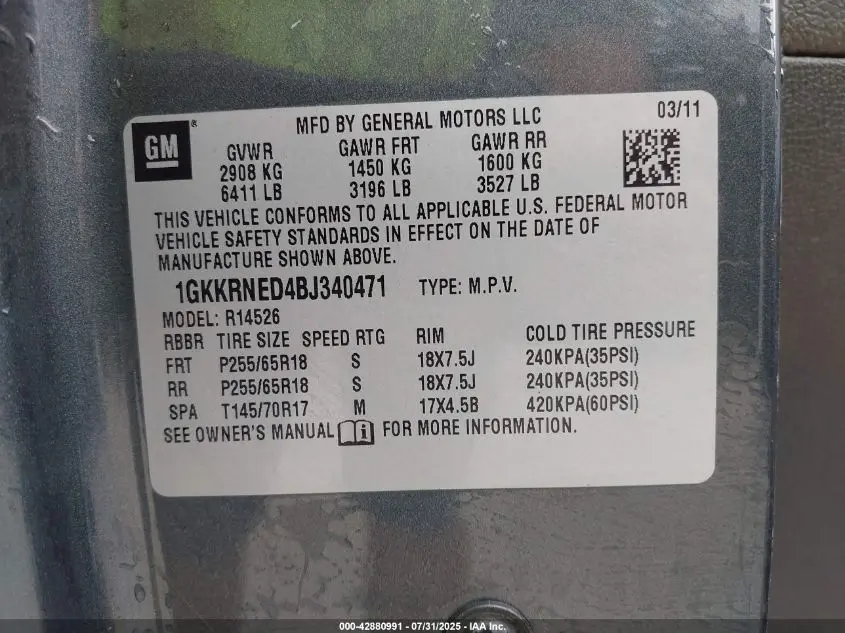 GM
MFD BY GENERAL MOTORS LLC 03/11
GVWR GAWR FRT GAWR RR
2908 KG 1450 KG 1600 KG
6411 LB 3196 LB 3527 LB
THIS VEHICLE CONFORMS TO ALL APPLICABLE U.S. FEDERAL MOTOR
VEHICLE SAFETY STANDARDS IN EFFECT ON THE DATE OF
MANUFACTURE SHOWN ABOVE.
1GKKRNED4BJ340471 TYPE: M.P.V.
MODEL: R14526
RBBR TIRE SIZE SPEED RTG RIM COLD TIRE PRESSURE
FRT P255/65R18 S 18X7.5J 240KPA(35PSI)
RR P255/65R18 S 18X7.5J 240KPA(35PSI)
SPA T145/70R17 M 17X4.5B 420KPA(60PSI)
SEE OWNER'S MANUAL i FOR MORE INFORMATION.
000-42880991 - 07/31/2025 - IAA Inc.